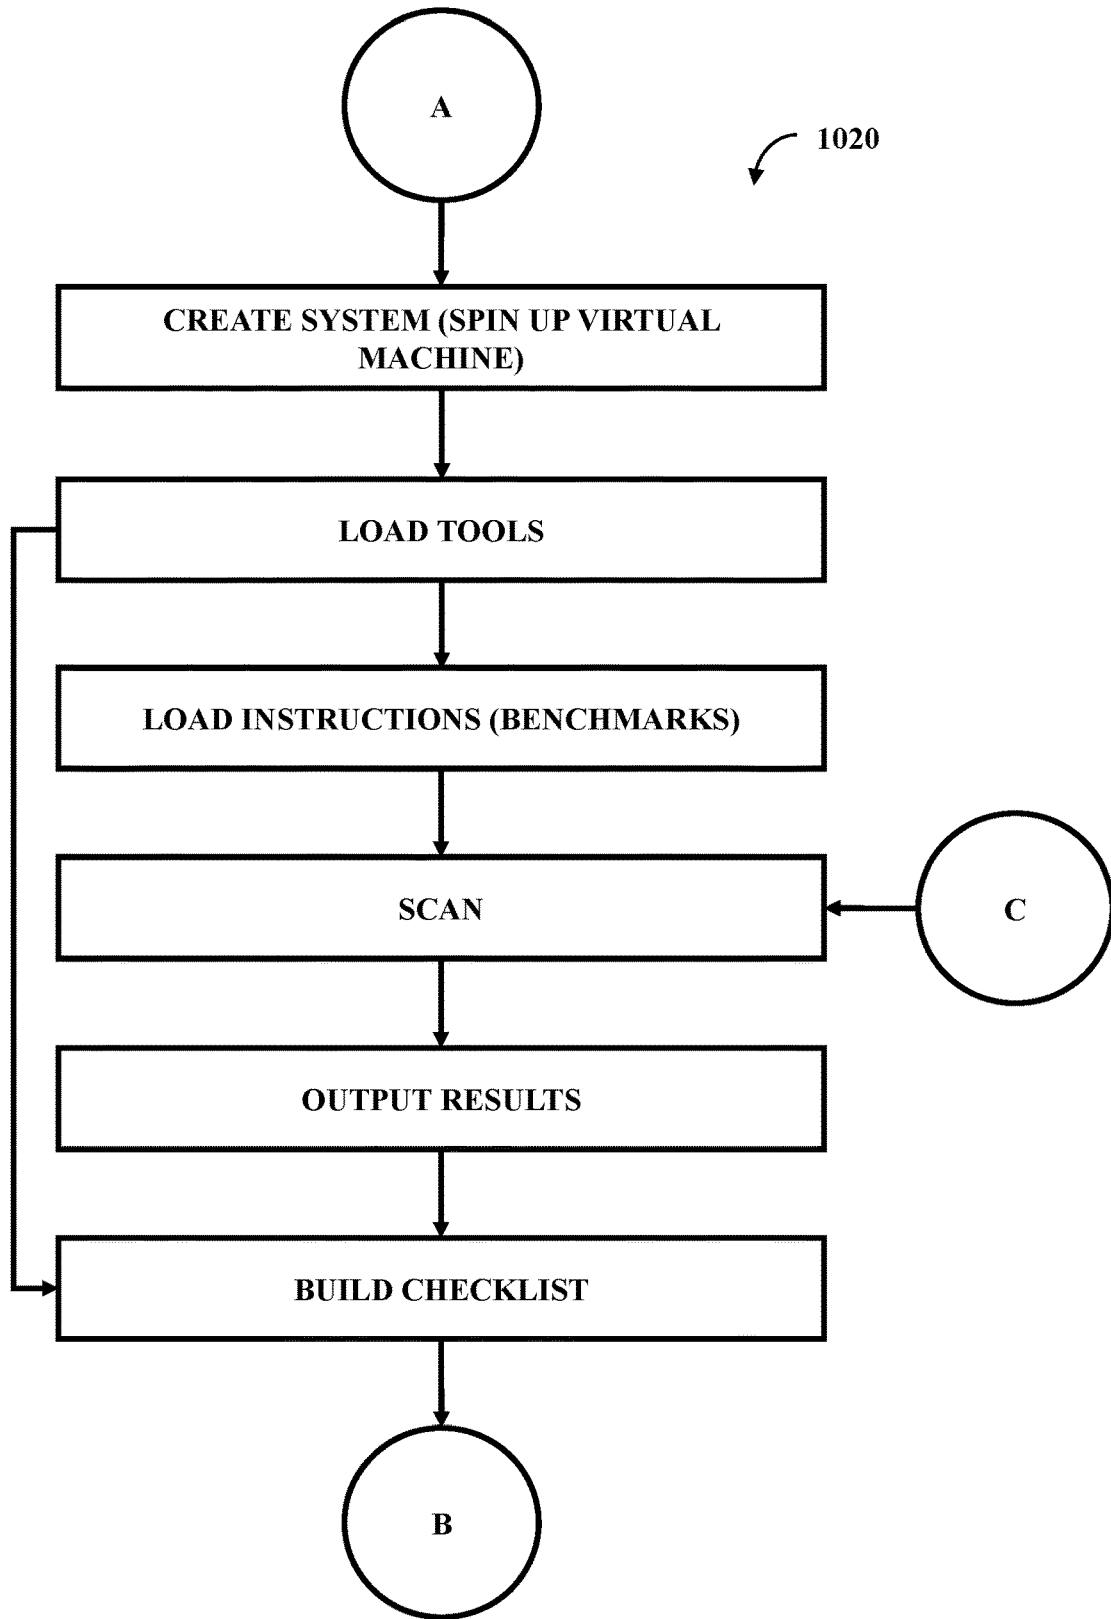 A
1020
CREATE SYSTEM (SPIN UP VIRTUAL
MACHINE)
LOAD TOOLS
LOAD INSTRUCTIONS (BENCHMARKS)
SCAN
C
OUTPUT RESULTS
BUILD CHECKLIST
B